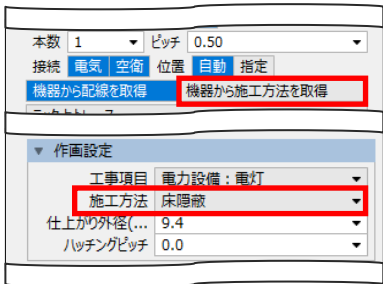 本数 1 ピッチ 0.50
接続 電気 空衛 位置 自動 指定
機器から配線を取得 機器から施工方法を取得
作画設定
工事項目 電力設備：電灯
施工方法 床隠蔽
仕上がり外径(... 9.4
ハッチングピッチ 0.0